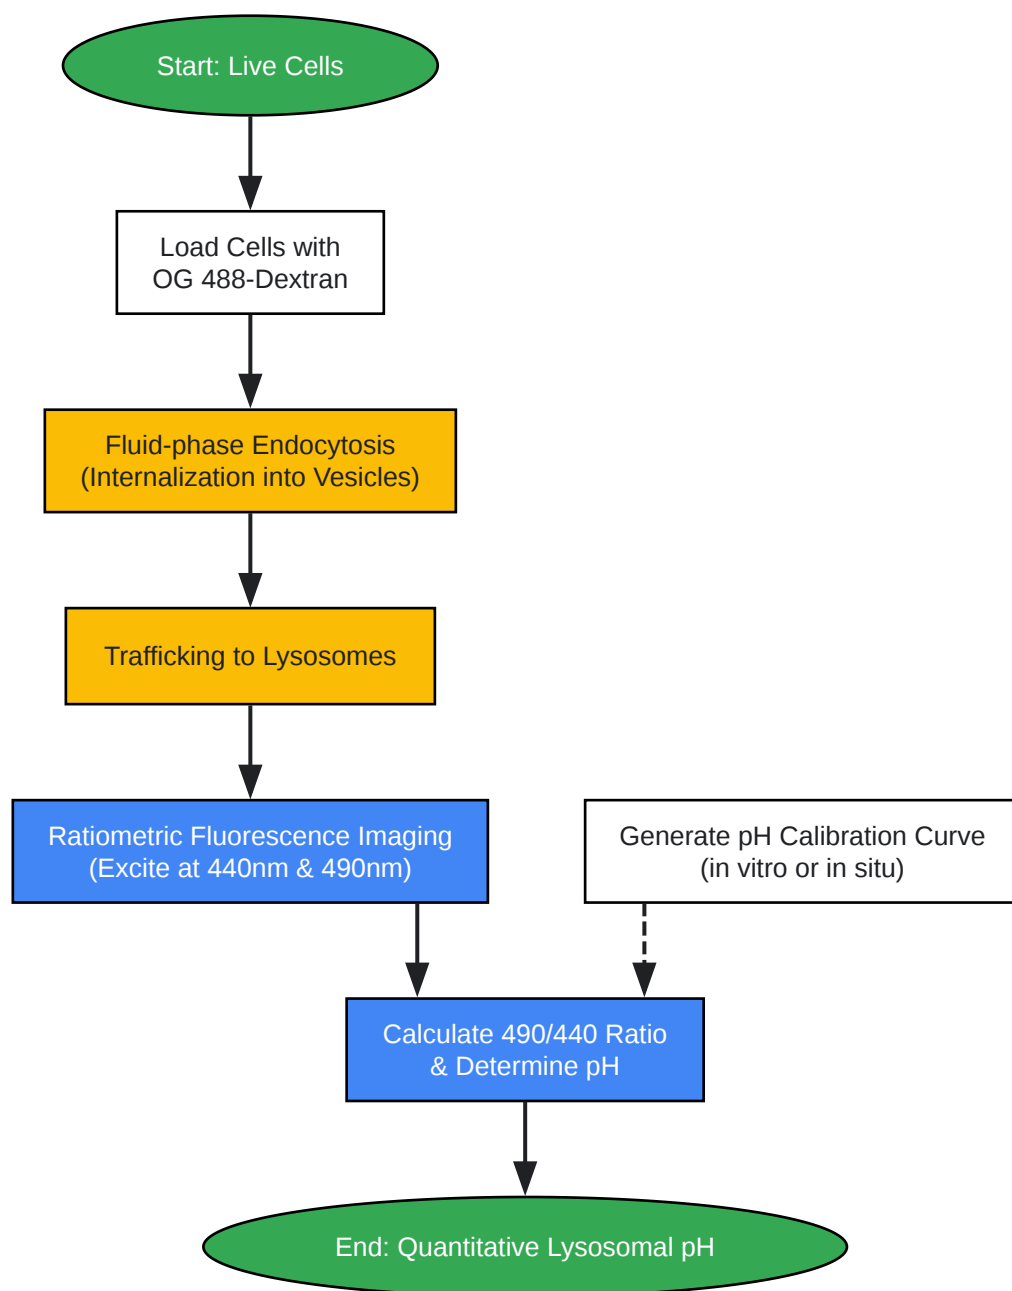 Start: Live Cells
Load Cells with
OG 488-Dextran
Fluid-phase Endocytosis
(Internalization into Vesicles)
Trafficking to Lysosomes
Ratiometric Fluorescence Imaging
(Excite at 440nm & 490nm)
Generate pH Calibration Curve
(in vitro or in situ)
Calculate 490/440 Ratio
& Determine pH
End: Quantitative Lysosomal pH